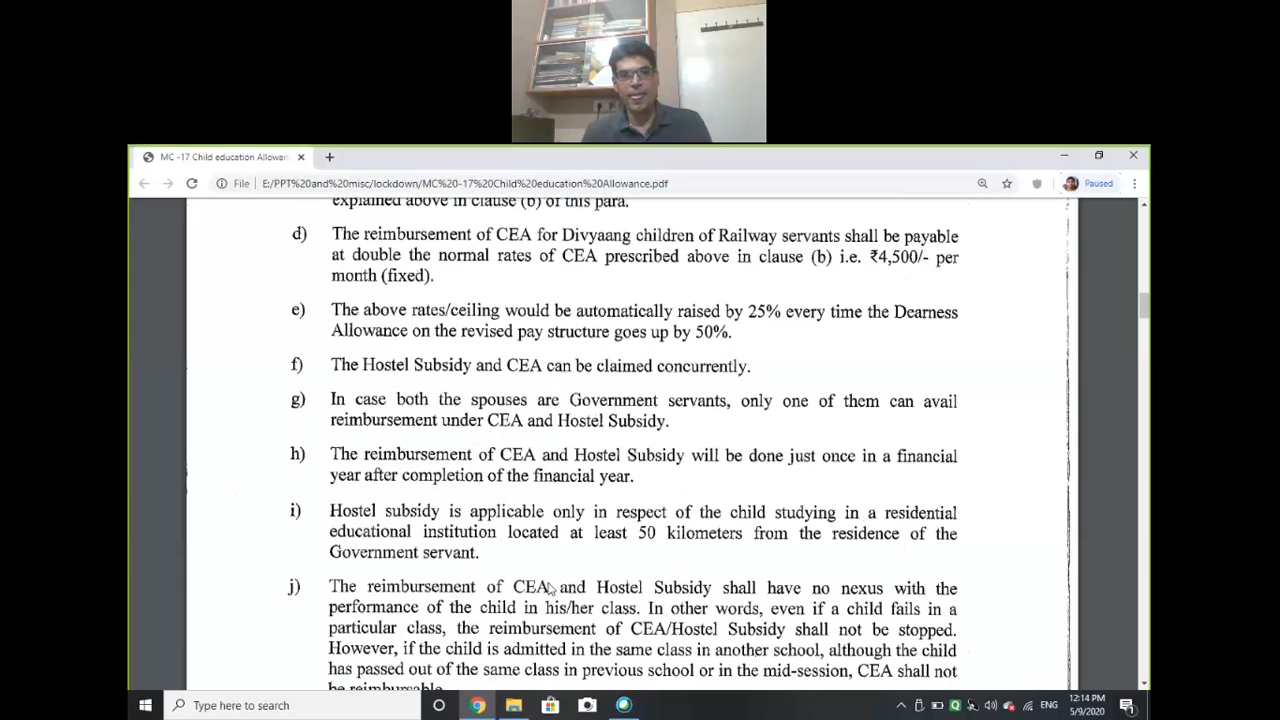 MC -17 Child education Allowan
File
E:/PPT%20and%20misc/lockdown/MC%20-17%20Child%20education%20Allowance.pdf
Paused
explained above in clause (b) of this para.
d) The reimbursement of CEA for Divyaang children of Railway servants shall be payable
at double the normal rates of CEA prescribed above in clause (b) i.e. ₹4,500/- per
month (fixed).
e) The above rates/ceiling would be automatically raised by 25% every time the Dearness
Allowance on the revised pay structure goes up by 50%.
f) The Hostel Subsidy and CEA can be claimed concurrently.
g) In case both the spouses are Government servants, only one of them can avail
reimbursement under CEA and Hostel Subsidy.
h) The reimbursement of CEA and Hostel Subsidy will be done just once in a financial
year after completion of the financial year.
i) Hostel subsidy is applicable only in respect of the child studying in a residential
educational institution located at least 50 kilometers from the residence of the
Government servant.
j) The reimbursement of CEA and Hostel Subsidy shall have no nexus with the
performance of the child in his/her class. In other words, even if a child fails in a
particular class, the reimbursement of CEA/Hostel Subsidy shall not be stopped.
However, if the child is admitted in the same class in another school, although the child
has passed out of the same class in previous school or in the mid-session, CEA shall not
be reimbursable.
Type here to search
ENG
12:14 PM
5/9/2020
1